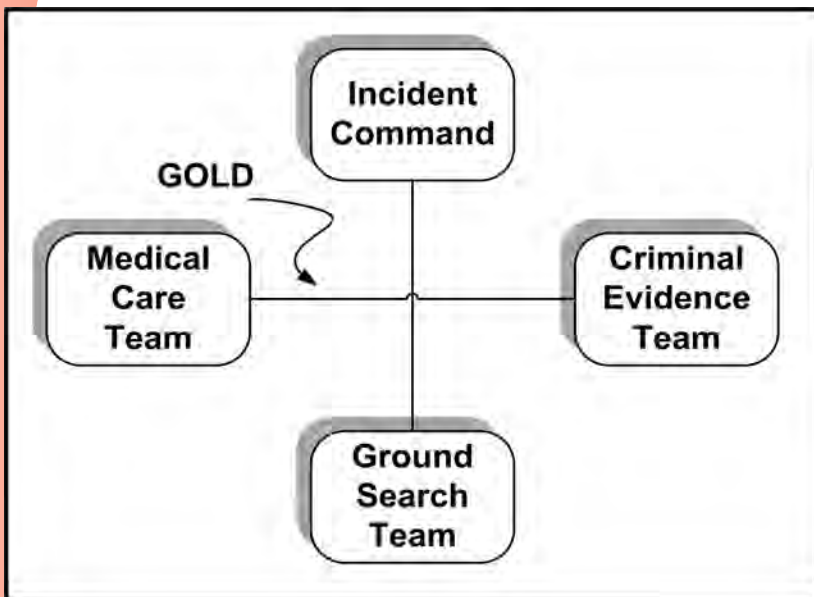 Incident
Command
GOLD
Medical
Care
Team
Criminal
Evidence
Team
Ground
Search
Team